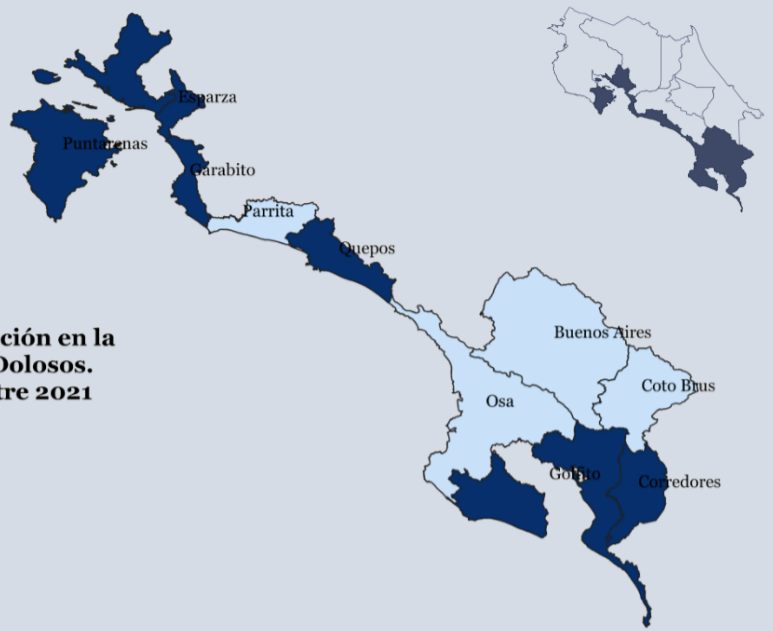 Esparza
Puntarenas
Garabito
Parrita
Quepos
ción en la
Dolosos.
tre 2021
Buenos Aires
Coto Brus
Osa
Golfito
Corredores